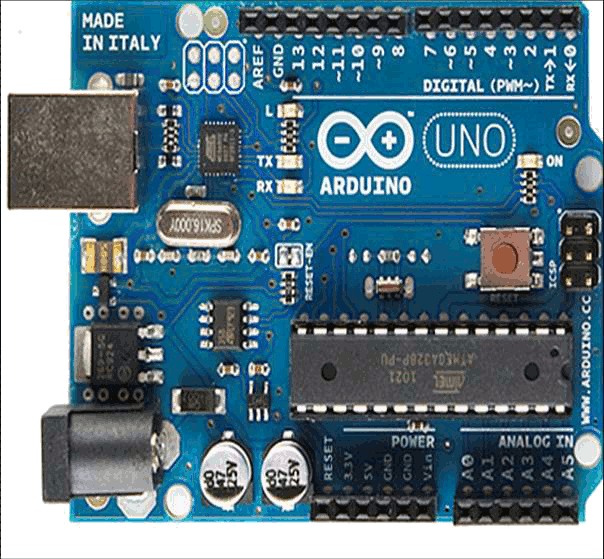 MADE
IN ITALY
AREF
GND
13
12
~11
~10
~9
8
7
~6
~5
4
~3
2
TX→1
RX←0
DIGITAL (PWM~)
L
TX
RX
ON
UNO
ARDUINO
SPK16.000Y
RESET-EN
RESET
ICSP
ATMEGA328P-PU
1021
ATMEL
WWW.ARDUINO.CC
POWER
ANALOG IN
RESET
3.3V
5V
GND
GND
Vin
A0
A1
A2
A3
A4
A5
47
25V
47
25V